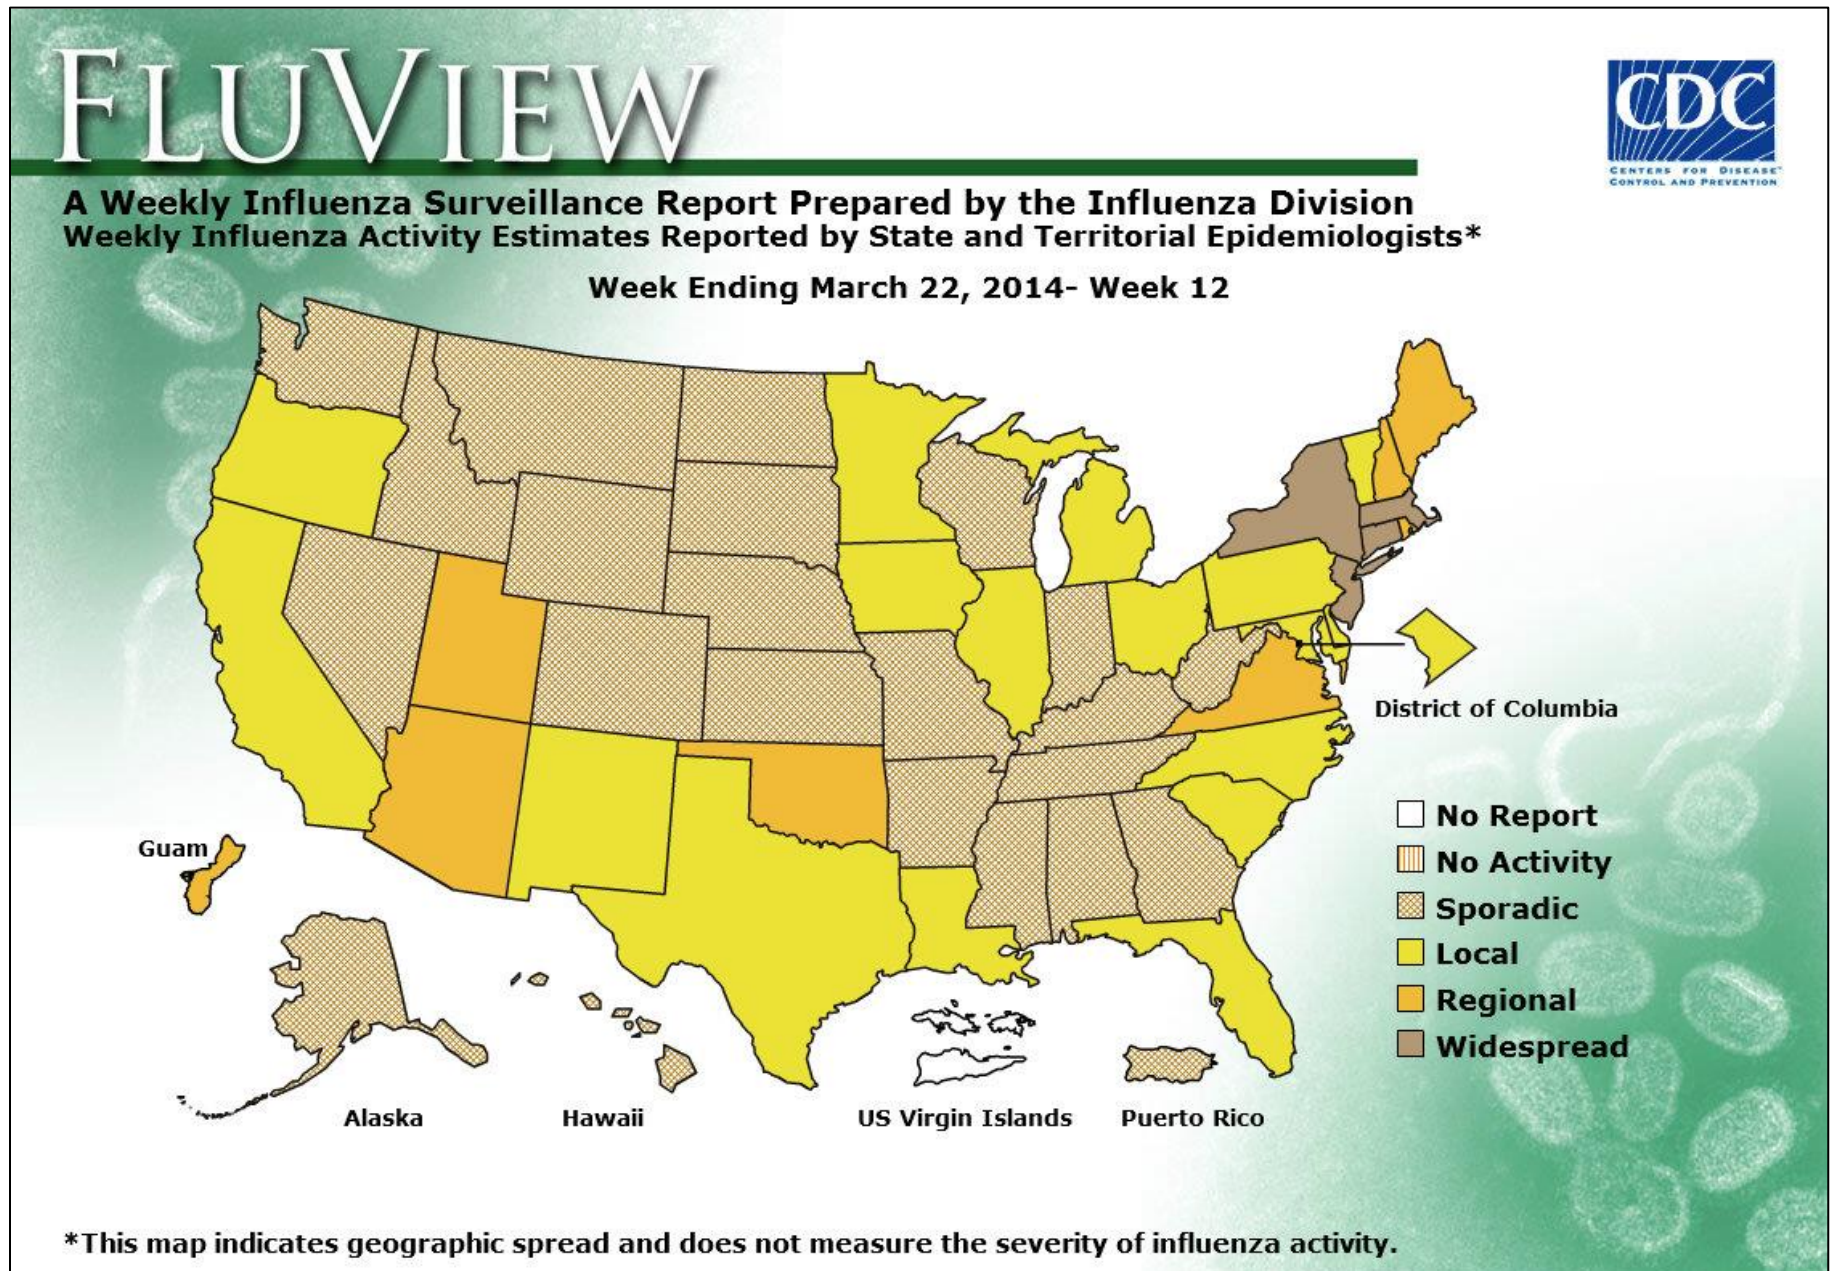 FLUVIEW
CDC
CENTERS FOR DISEASE™
CONTROL AND PREVENTION
A Weekly Influenza Surveillance Report Prepared by the Influenza Division
Weekly Influenza Activity Estimates Reported by State and Territorial Epidemiologists*
Week Ending March 22, 2014- Week 12
District of Columbia
No Report
No Activity
Sporadic
Local
Regional
Widespread
Guam
Alaska
Hawaii
US Virgin Islands
Puerto Rico
*This map indicates geographic spread and does not measure the severity of influenza activity.